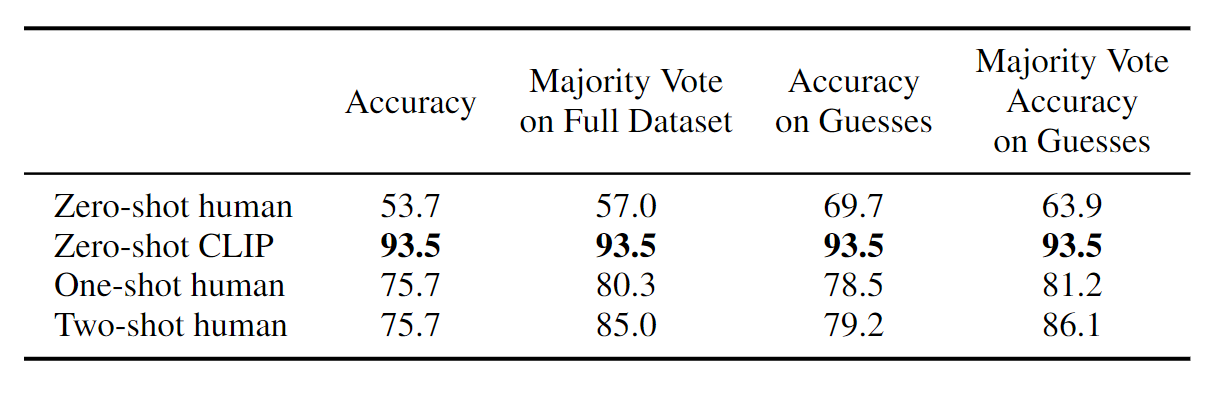 Accuracy Majority Vote on Full Dataset Accuracy on Guesses Majority Vote Accuracy on Guesses
Zero-shot human 53.7 57.0 69.7 63.9
Zero-shot CLIP 93.5 93.5 93.5 93.5
One-shot human 75.7 80.3 78.5 81.2
Two-shot human 75.7 85.0 79.2 86.1